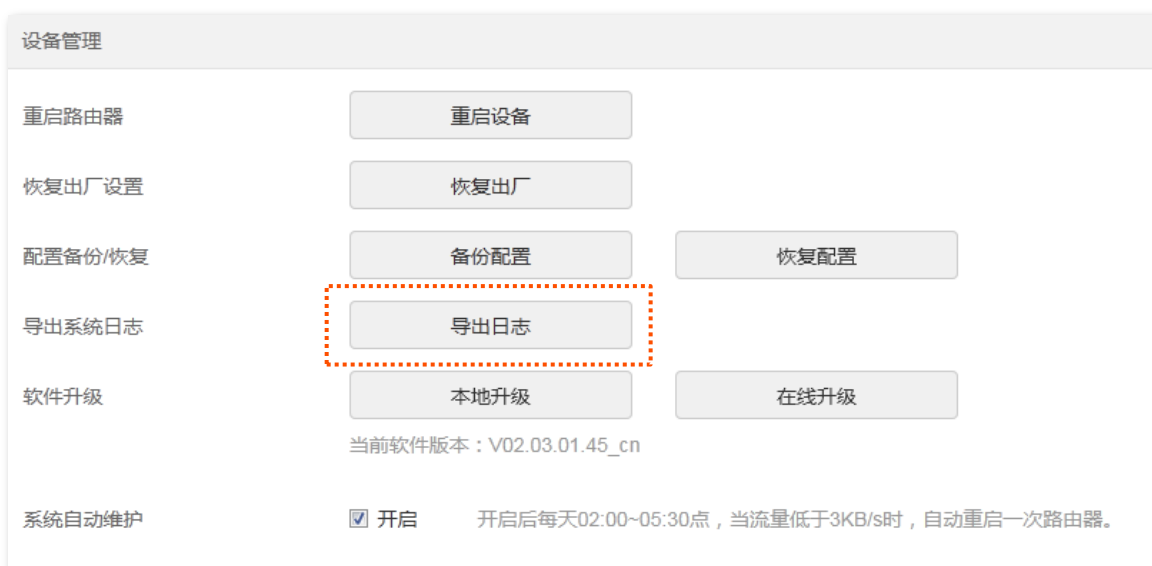 设备管理
重启路由器 重启设备
恢复出厂设置 恢复出厂
配置备份/恢复 备份配置 恢复配置
导出系统日志 导出日志
软件升级 本地升级 在线升级
当前软件版本：V02.03.01.45_cn
系统自动维护 开启 开启后每天02:00~05:30点，当流量低于3KB/s时，自动重启一次路由器。